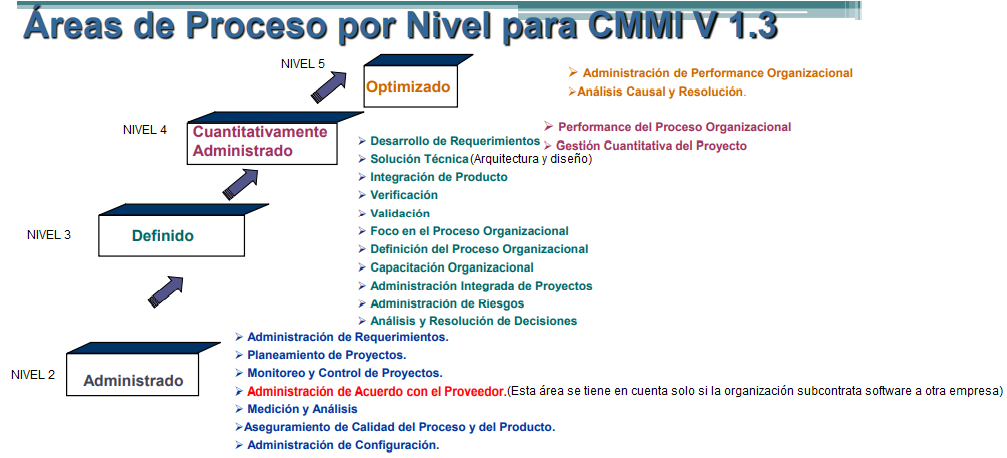 Áreas de Proceso por Nivel para CMMI V 1.3
NIVEL 5
Optimizado
➢ Administración de Performance Organizacional
➢Análisis Causal y Resolución.
NIVEL 4
Cuantitativamente
Administrado
➢ Performance del Proceso Organizacional
➢ Gestión Cuantitativa del Proyecto
NIVEL 3
Definido
➢ Desarrollo de Requerimientos
➢ Solución Técnica(Arquitectura y diseño)
➢ Integración de Producto
➢ Verificación
➢ Validación
➢ Foco en el Proceso Organizacional
➢ Definición del Proceso Organizacional
➢ Capacitación Organizacional
➢ Administración Integrada de Proyectos
➢ Administración de Riesgos
➢ Análisis y Resolución de Decisiones
NIVEL 2
Administrado
➢ Administración de Requerimientos.
➢ Planeamiento de Proyectos.
➢ Monitoreo y Control de Proyectos.
➢ Administración de Acuerdo con el Proveedor.(Esta área se tiene en cuenta solo si la organización subcontrata software a otra empresa)
➢ Medición y Análisis
➢Aseguramiento de Calidad del Proceso y del Producto.
➢ Administración de Configuración.